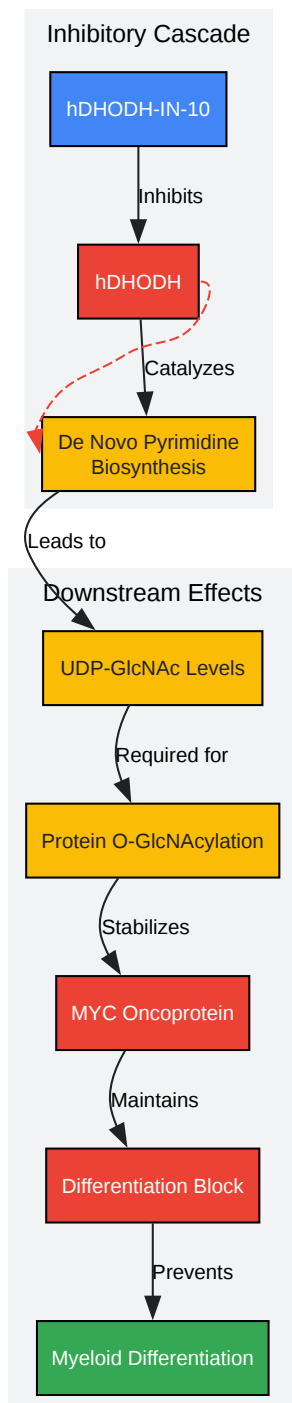 Inhibitory Cascade
hDHODH-IN-10
Inhibits
hDHODH
Catalyzes
De Novo Pyrimidine
Biosynthesis
Leads to
Downstream Effects
UDP-GlcNAc Levels
Required for
Protein O-GlcNAcylation
Stabilizes
MYC Oncoprotein
Maintains
Differentiation Block
Prevents
Myeloid Differentiation